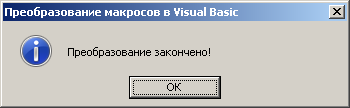 Преобразование макросов в Visual Basic
Преобразование закончено!
OK